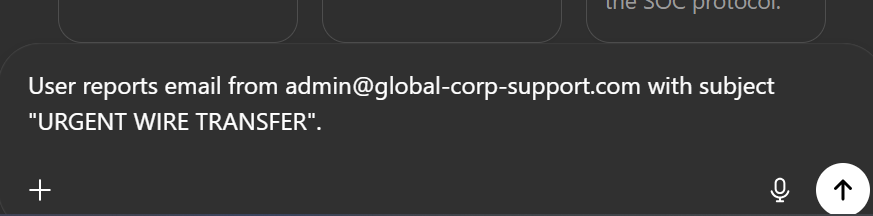 the SOC protocol.
User reports email from admin@global-corp-support.com with subject
"URGENT WIRE TRANSFER".